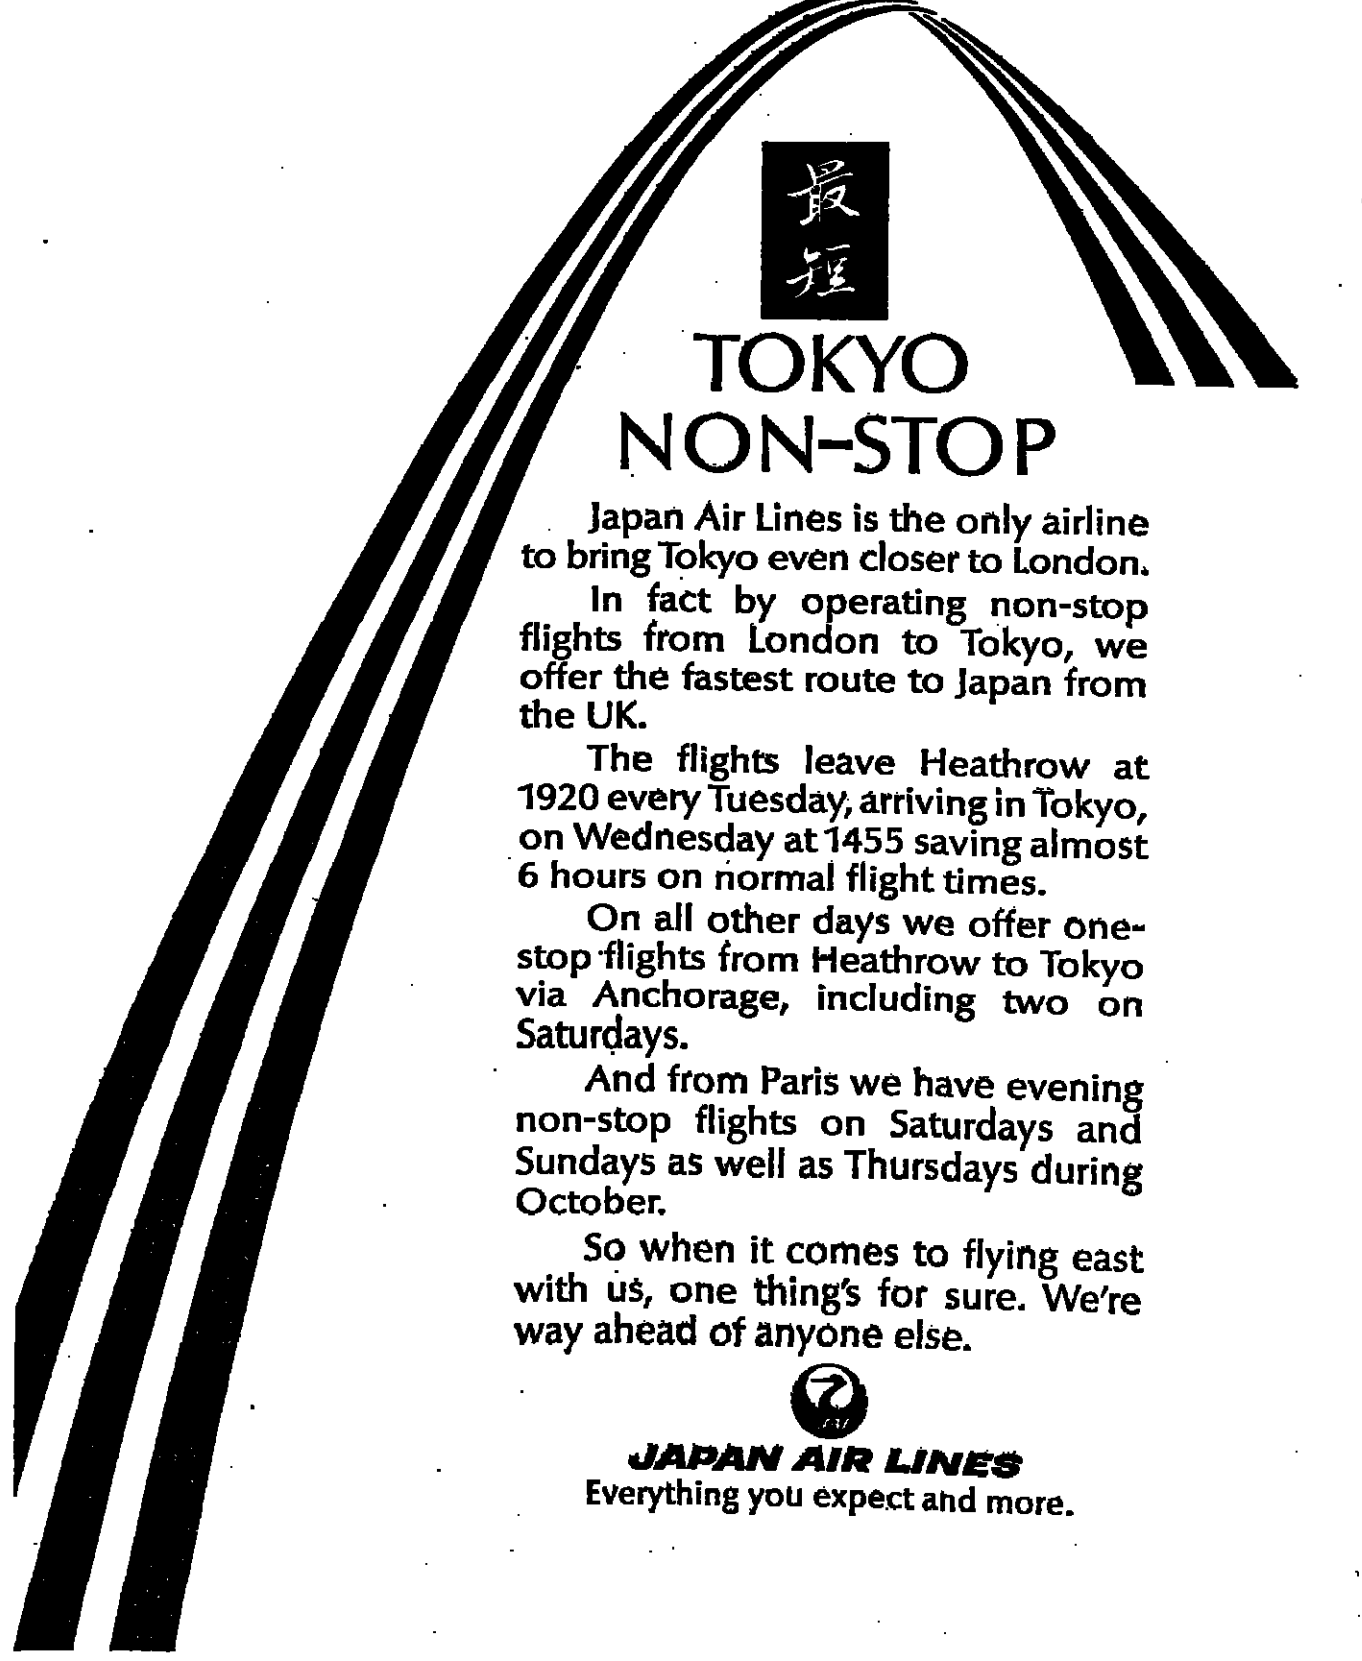 最
短
TOKYO
NON-STOP
Japan Air Lines is the only airline
to bring Tokyo even closer to London.
In fact by operating non-stop
flights from London to Tokyo, we
offer the fastest route to Japan from
the UK.
The flights leave Heathrow at
1920 every Tuesday, arriving in Tokyo,
on Wednesday at 1455 saving almost
6 hours on normal flight times.
On all other days we offer one-
stop flights from Heathrow to Tokyo
via Anchorage, including two on
Saturdays.
And from Paris we have evening
non-stop flights on Saturdays and
Sundays as well as Thursdays during
October.
So when it comes to flying east
with us, one thing's for sure. We're
way ahead of anyone else.
JAPAN AIR LINES
Everything you expect and more.